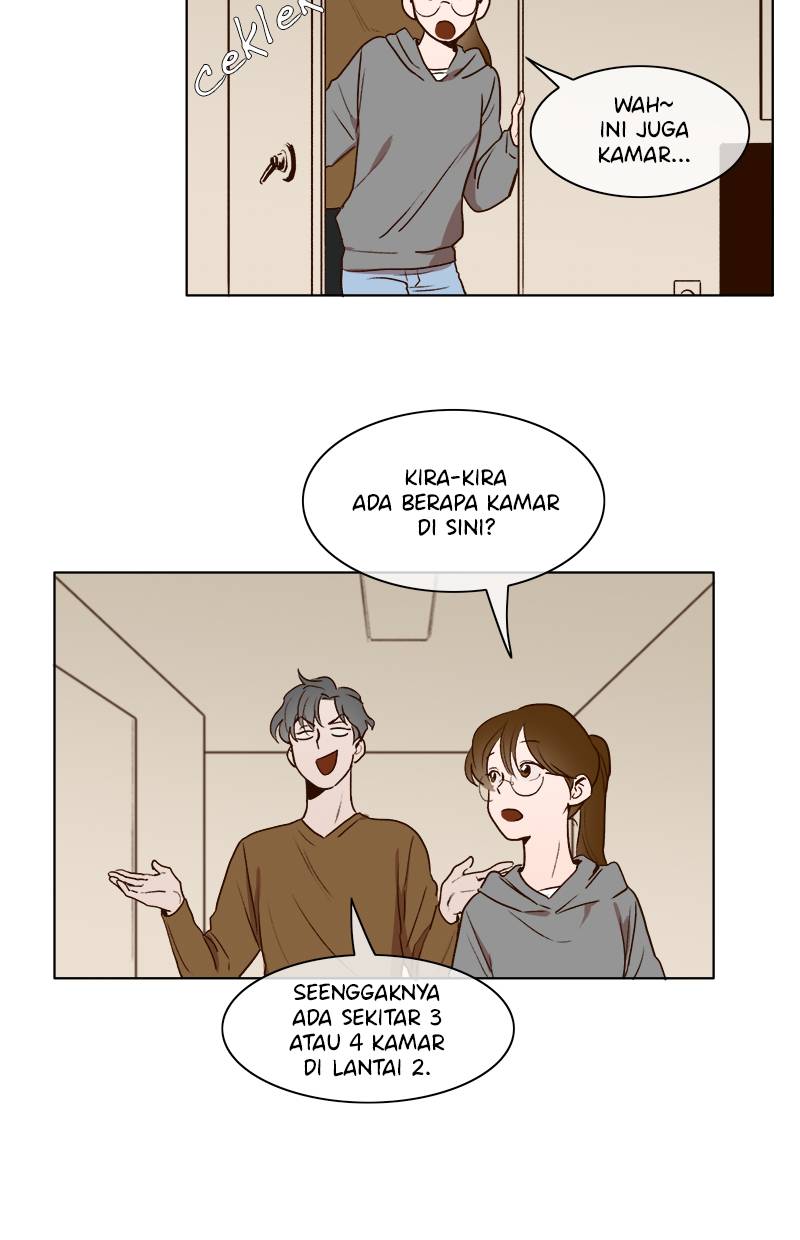 Ceklek
WAH~
INI JUGA
KAMAR...
KIRA-KIRA
ADA BERAPA KAMAR
DI SINI?
SEENGGAKNYA
ADA SEKITAR 3
ATAU 4 KAMAR
DI LANTAI 2.